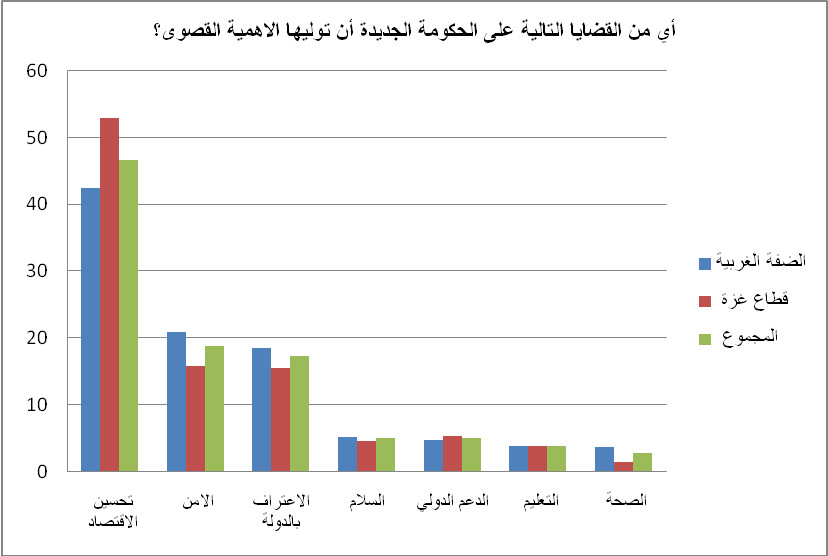 أي من القضايا التالية على الحكومة الجديدة أن توليها الاهمية القصوى؟
60
50
40
30
20
10
0
تحسين
الاقتصاد
الامن
الاعتراف
بالدولة
السلام
الدعم الدولي
التعليم
الصحة
الضفة الغربية
قطاع غزة
المجموع